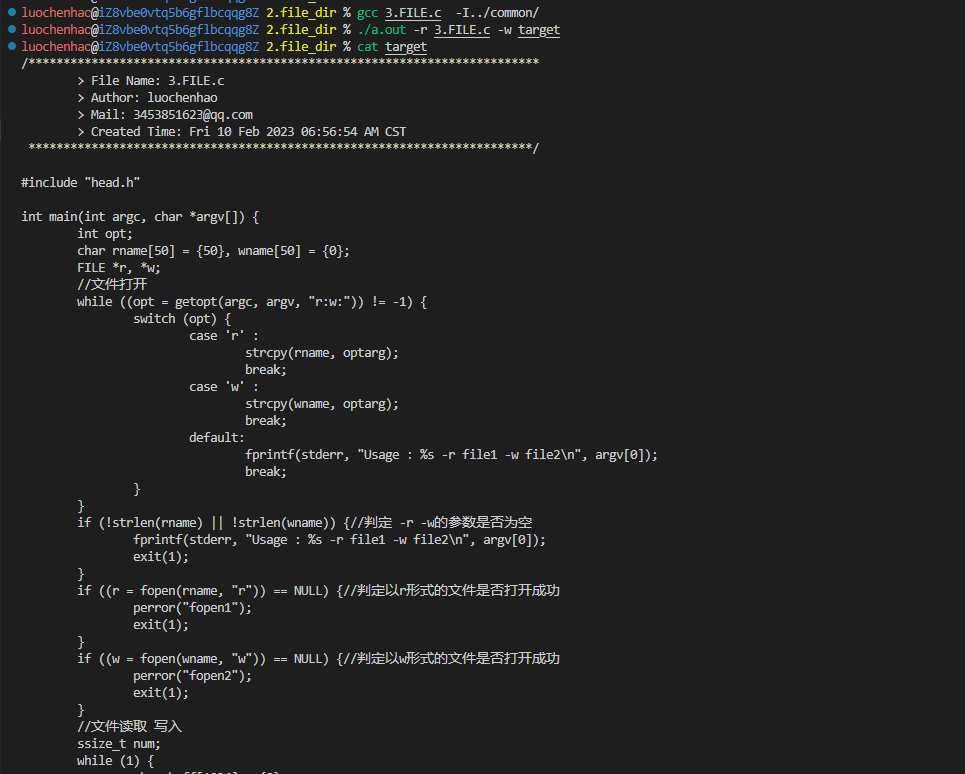 luochenhao@iZ8vbe0vtq5b6gflbcqqg8Z 2.file_dir % gcc 3.FILE.c  -I../common/
luochenhao@iZ8vbe0vtq5b6gflbcqqg8Z 2.file_dir % ./a.out -r 3.FILE.c -w target
luochenhao@iZ8vbe0vtq5b6gflbcqqg8Z 2.file_dir % cat target
/*************************************************************************
        > File Name: 3.FILE.c
        > Author: luochenhao
        > Mail: 3453851623@qq.com
        > Created Time: Fri 10 Feb 2023 06:56:54 AM CST
 ************************************************************************/
#include "head.h"
int main(int argc, char *argv[]) {
        int opt;
        char rname[50] = {50}, wname[50] = {0};
        FILE *r, *w;
        //文件打开
        while ((opt = getopt(argc, argv, "r:w:")) != -1) {
                switch (opt) {
                        case 'r' :
                                strcpy(rname, optarg);
                                break;
                        case 'w' :
                                strcpy(wname, optarg);
                                break;
                        default:
                                fprintf(stderr, "Usage : %s -r file1 -w file2\n", argv[0]);
                                break;
                }
        }
        if (!strlen(rname) || !strlen(wname)) {//判定 -r -w的参数是否为空
                fprintf(stderr, "Usage : %s -r file1 -w file2\n", argv[0]);
                exit(1);
        }
        if ((r = fopen(rname, "r")) == NULL) {//判定以r形式的文件是否打开成功
                perror("fopen1");
                exit(1);
        }
        if ((w = fopen(wname, "w")) == NULL) {//判定以w形式的文件是否打开成功
                perror("fopen2");
                exit(1);
        }
        //文件读取 写入
        ssize_t num;
        while (1) {